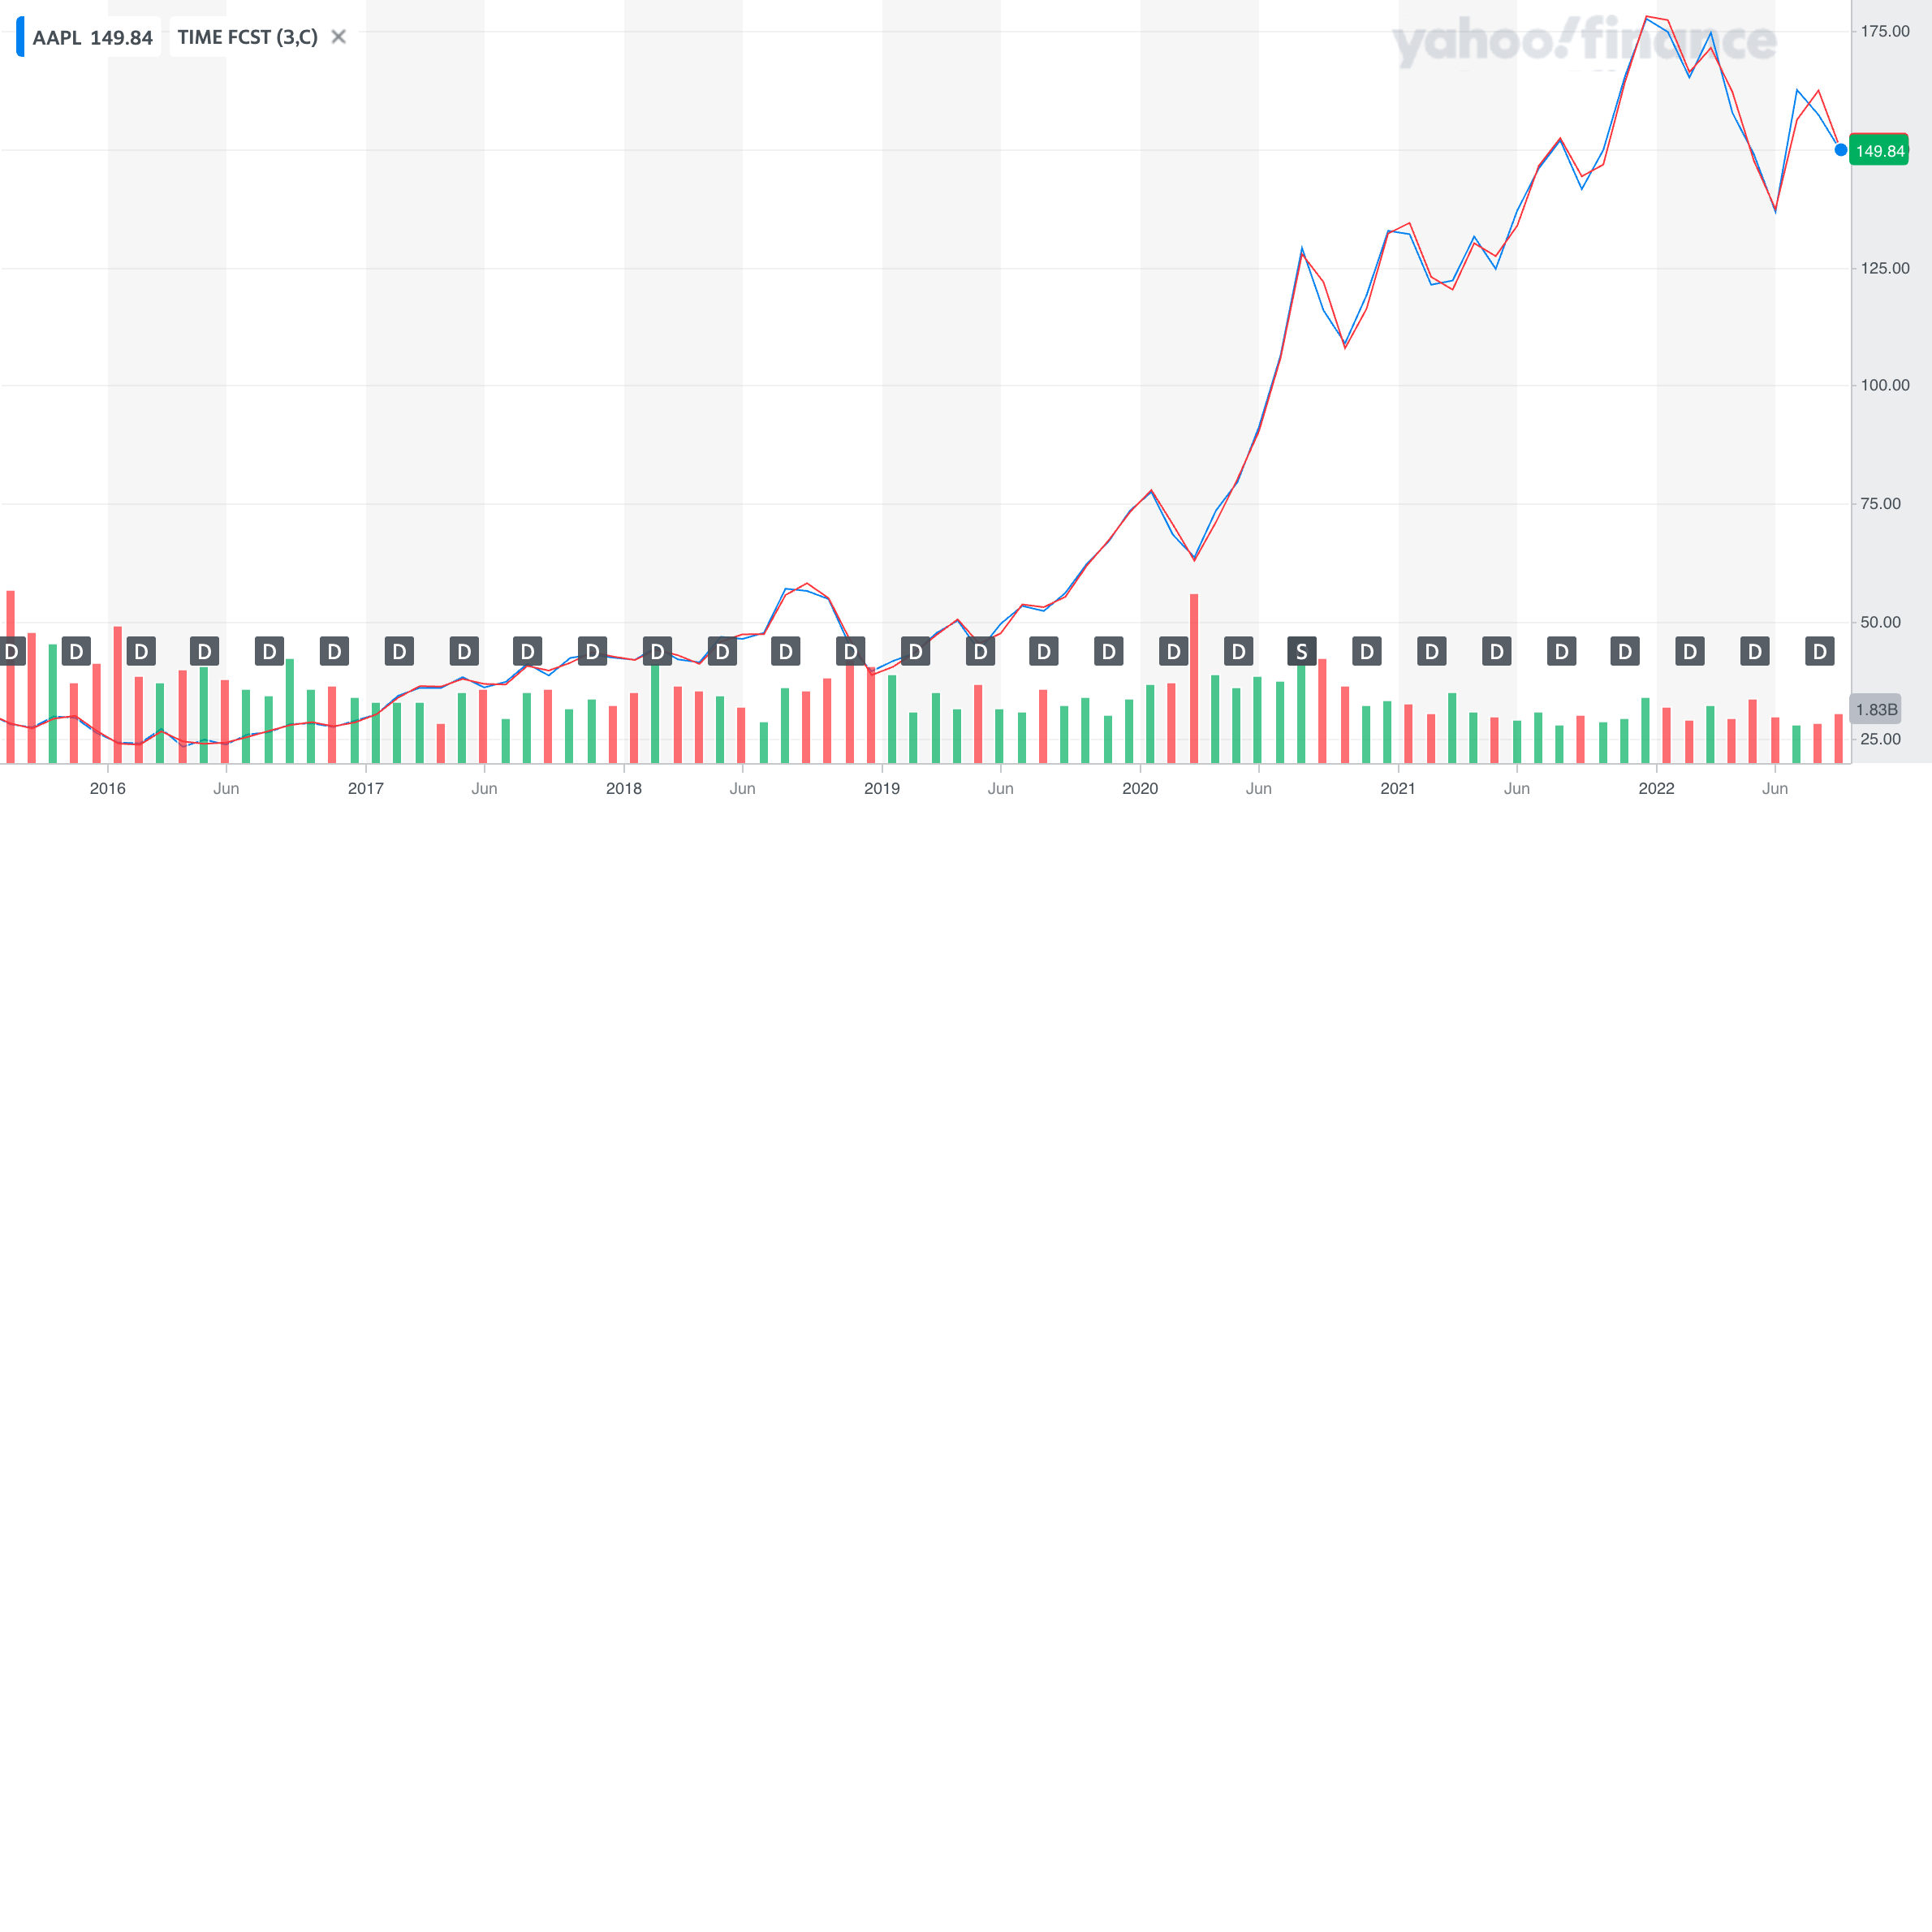 AAPL 149.84 TIME FCST (3,C) ✕
yahoo!finance
175.00
149.84
125.00
100.00
75.00
50.00
D D D D D D D D D D D D D D D D D D D D S D D D D D D D D
1.83B
25.00
2016 Jun 2017 Jun 2018 Jun 2019 Jun 2020 Jun 2021 Jun 2022 Jun